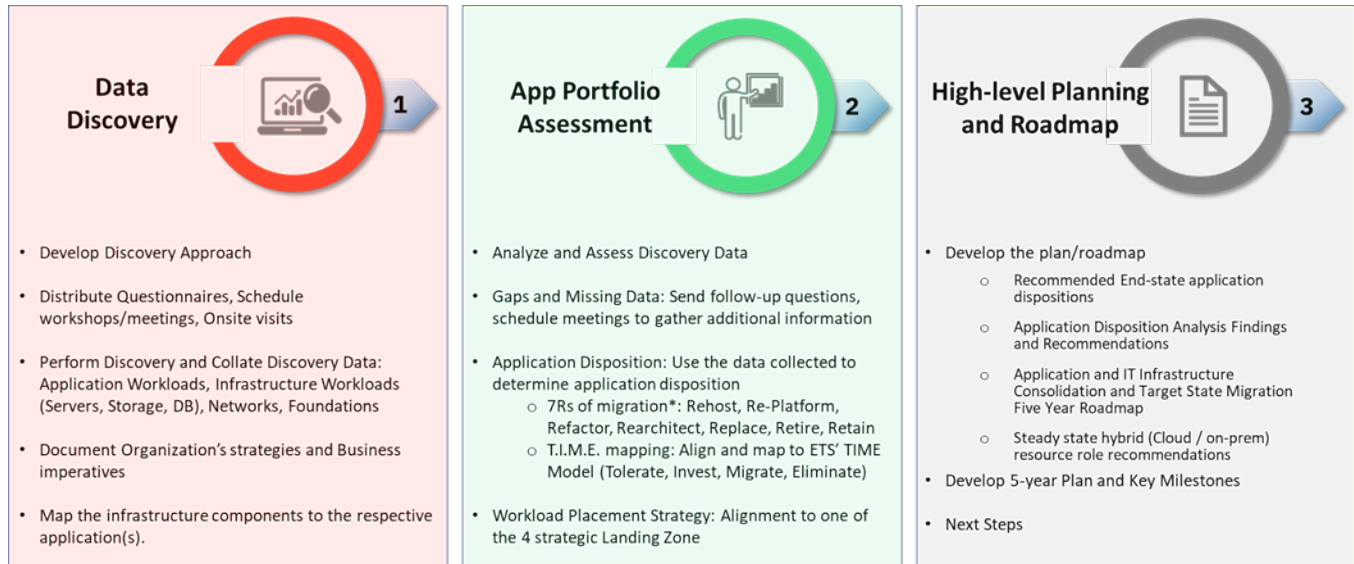 Data
Discovery
1
• Develop Discovery Approach
• Distribute Questionnaires, Schedule
workshops/meetings, Onsite visits
• Perform Discovery and Collate Discovery Data:
Application Workloads, Infrastructure Workloads
(Servers, Storage, DB), Networks, Foundations
• Document Organization's strategies and Business
imperatives
• Map the infrastructure components to the respective
application(s).
App Portfolio
Assessment
2
• Analyze and Assess Discovery Data
• Gaps and Missing Data: Send follow-up questions,
schedule meetings to gather additional information
• Application Disposition: Use the data collected to
determine application disposition
o 7Rs of migration*: Rehost, Re-Platform,
Refactor, Rearchitect, Replace, Retire, Retain
o T.I.M.E. mapping: Align and map to ETS' TIME
Model (Tolerate, Invest, Migrate, Eliminate)
• Workload Placement Strategy: Alignment to one of
the 4 strategic Landing Zone
High-level Planning
and Roadmap
3
• Develop the plan/roadmap
o Recommended End-state application
dispositions
o Application Disposition Analysis Findings
and Recommendations
o Application and IT Infrastructure
Consolidation and Target State Migration
Five Year Roadmap
o Steady state hybrid (Cloud / on-prem)
resource role recommendations
• Develop 5-year Plan and Key Milestones
• Next Steps